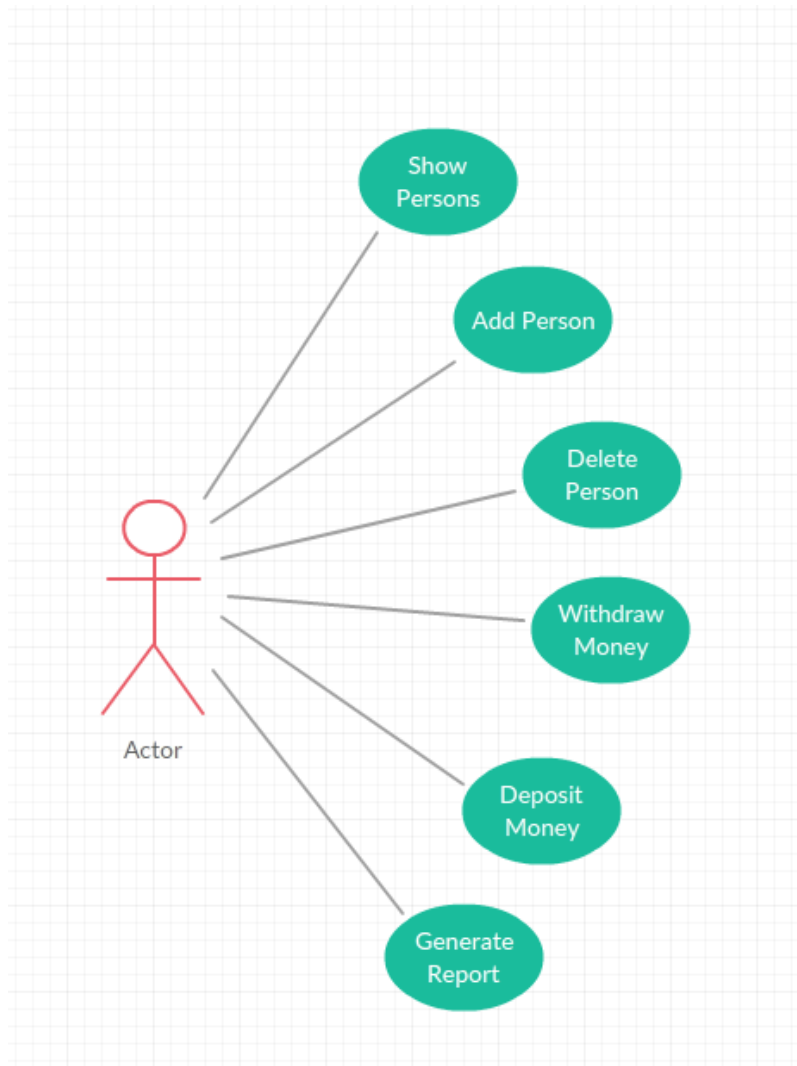 Show
Persons
Add Person
Delete
Person
Withdraw
Money
Actor
Deposit
Money
Generate
Report